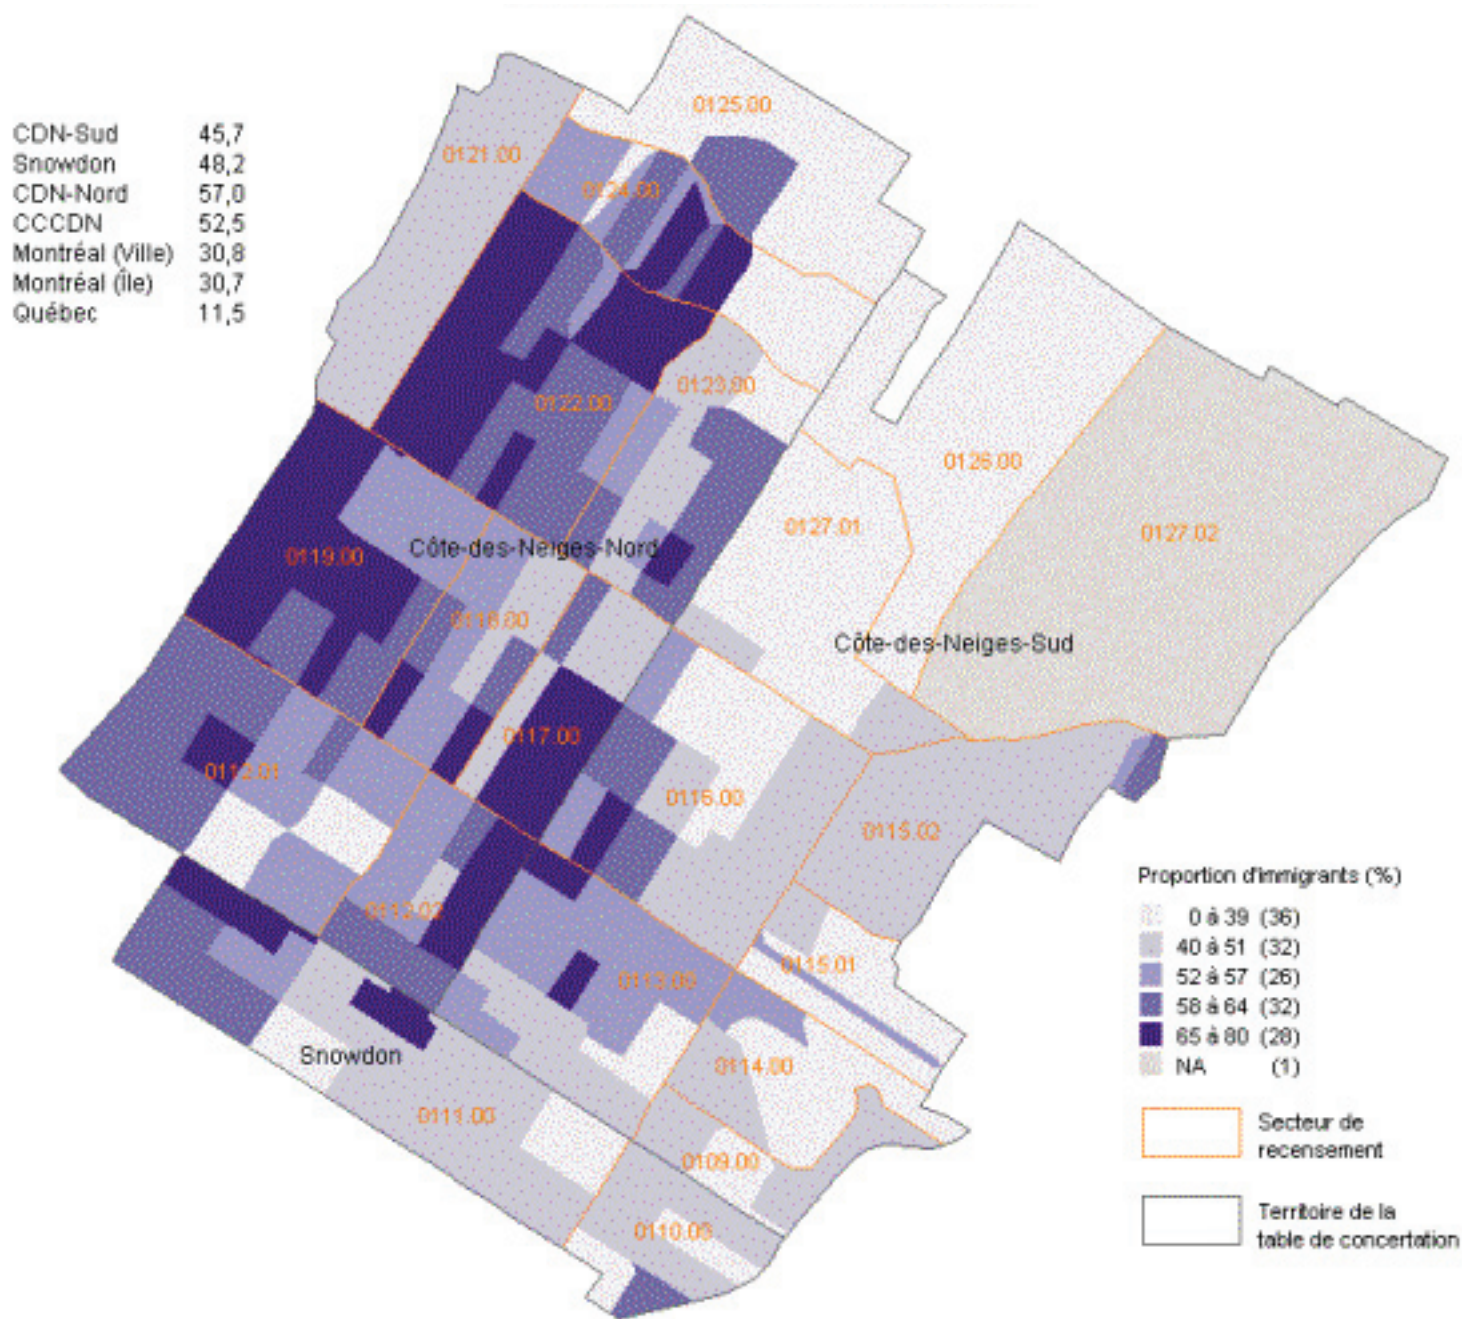 CDN-Sud 45,7
Snowdon 48,2
CDN-Nord 57,0
CCCDN 52,5
Montréal (Ville) 30,8
Montréal (Île) 30,7
Québec 11,5
0125.00
0121.00
0124.00
0123.00
0122.00
0126.00
0127.01
0127.02
0119.00
Côte-des-Neiges-Nord
0118.00
Côte-des-Neiges-Sud
0117.00
0112.01
0116.00
0115.02
0112.02
0113.00
0115.01
Snowdon
0114.00
0111.00
0109.00
0110.00
Proportion d'immigrants (%)
0 à 39 (36)
40 à 51 (32)
52 à 57 (26)
58 à 64 (32)
65 à 80 (28)
NA (1)
Secteur de
recensement
Territoire de la
table de concertation